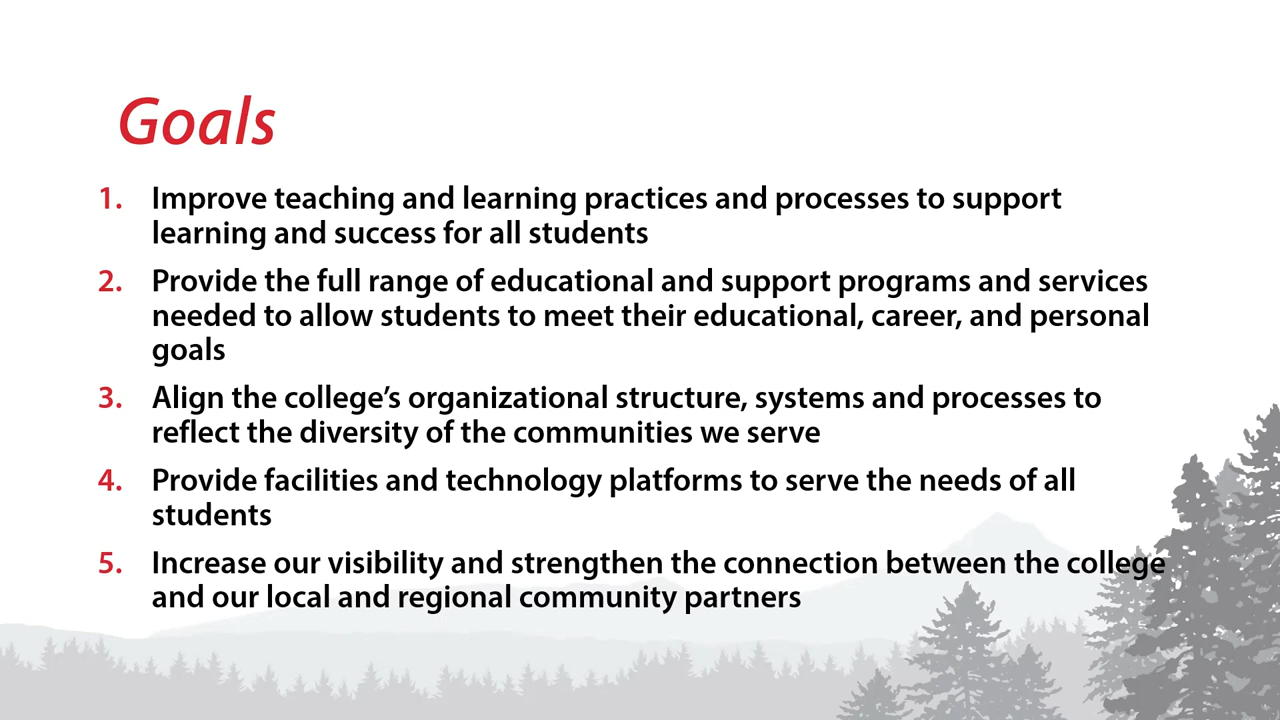 Goals
1. Improve teaching and learning practices and processes to support
learning and success for all students
2. Provide the full range of educational and support programs and services
needed to allow students to meet their educational, career, and personal
goals
3. Align the college’s organizational structure, systems and processes to
reflect the diversity of the communities we serve
4. Provide facilities and technology platforms to serve the needs of all
students
5. Increase our visibility and strengthen the connection between the college
and our local and regional community partners